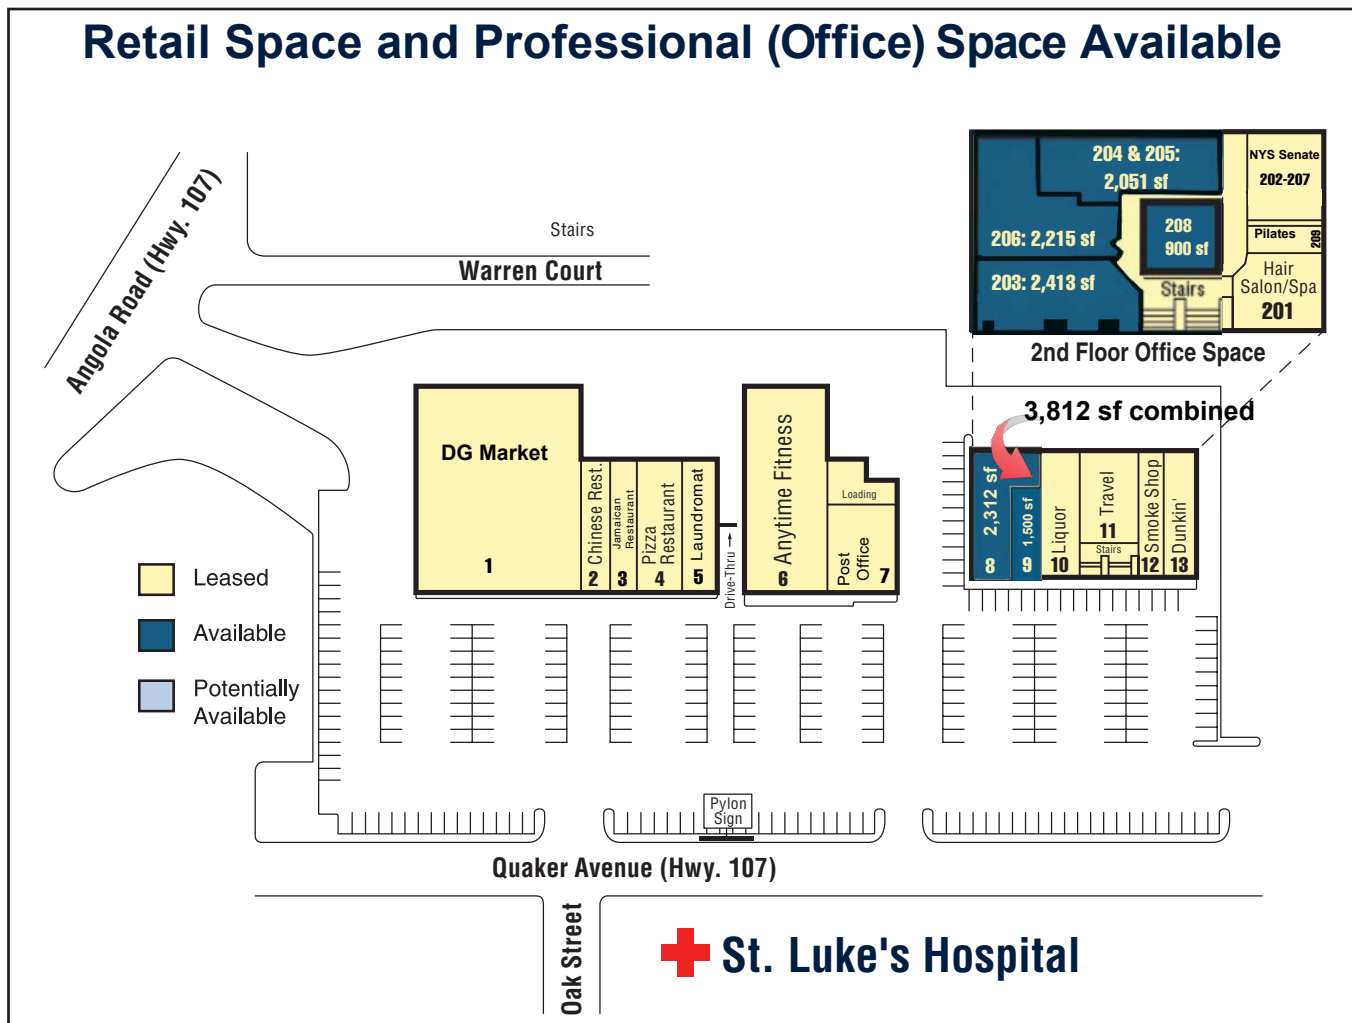 Retail Space and Professional (Office) Space Available
Angola Road (Hwy. 107)
Stairs
Warren Court
204 & 205:
2,051 sf
206: 2,215 sf
203: 2,413 sf
208
900 sf
Stairs
NYS Senate
202-207
Pilates
209
Hair
Salon/Spa
201
2nd Floor Office Space
3,812 sf combined
DG Market
1
Chinese Rest.
2
Jamaican
Restaurant
3
Pizza
Restaurant
4
Laundromat
5
Drive-Thru →
Anytime Fitness
6
Loading
Post
Office
7
2,312 sf
8
1,500 sf
9
Liquor
10
Travel
11
Stairs
Smoke Shop
12
Dunkin'
13
Leased
Available
Potentially
Available
Pylon
Sign
Quaker Avenue (Hwy. 107)
Oak Street
St. Luke's Hospital